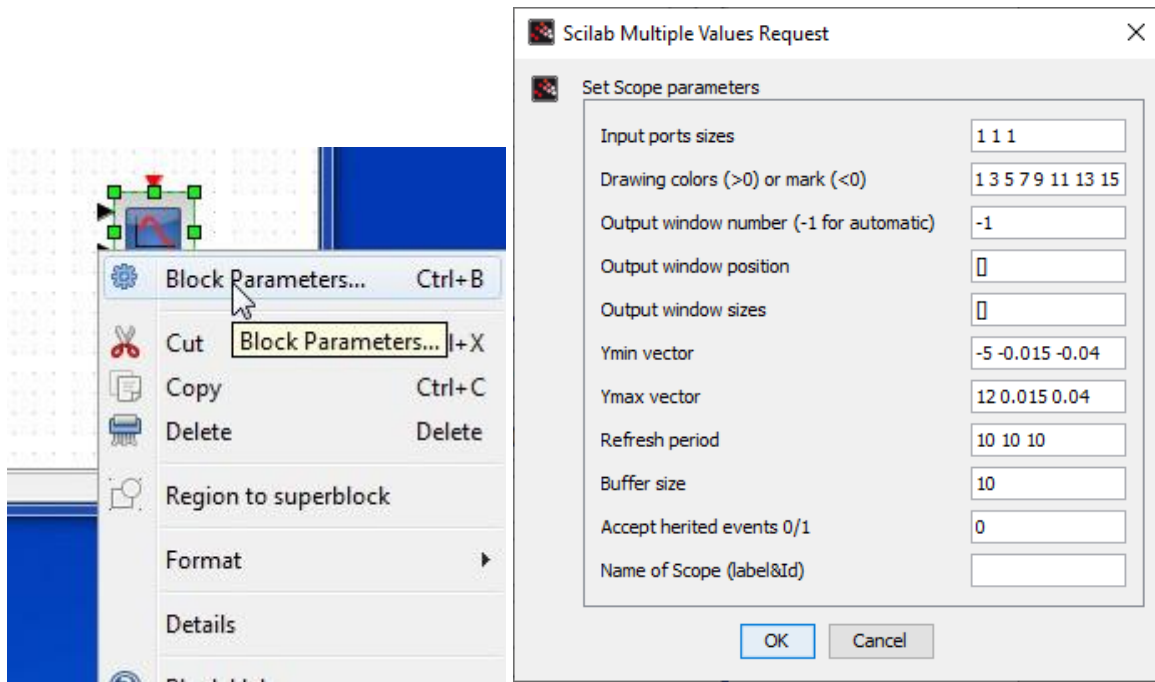 Block Parameters... Ctrl+B
Cut
Block Parameters... l+X
Copy Ctrl+C
Delete Delete
Region to superblock
Format
Details
Scilab Multiple Values Request
Set Scope parameters
Input ports sizes 1 1 1
Drawing colors (>0) or mark (<0) 1 3 5 7 9 11 13 15
Output window number (-1 for automatic) -1
Output window position []
Output window sizes []
Ymin vector -5 -0.015 -0.04
Ymax vector 12 0.015 0.04
Refresh period 10 10 10
Buffer size 10
Accept herited events 0/1 0
Name of Scope (label&Id)
OK Cancel